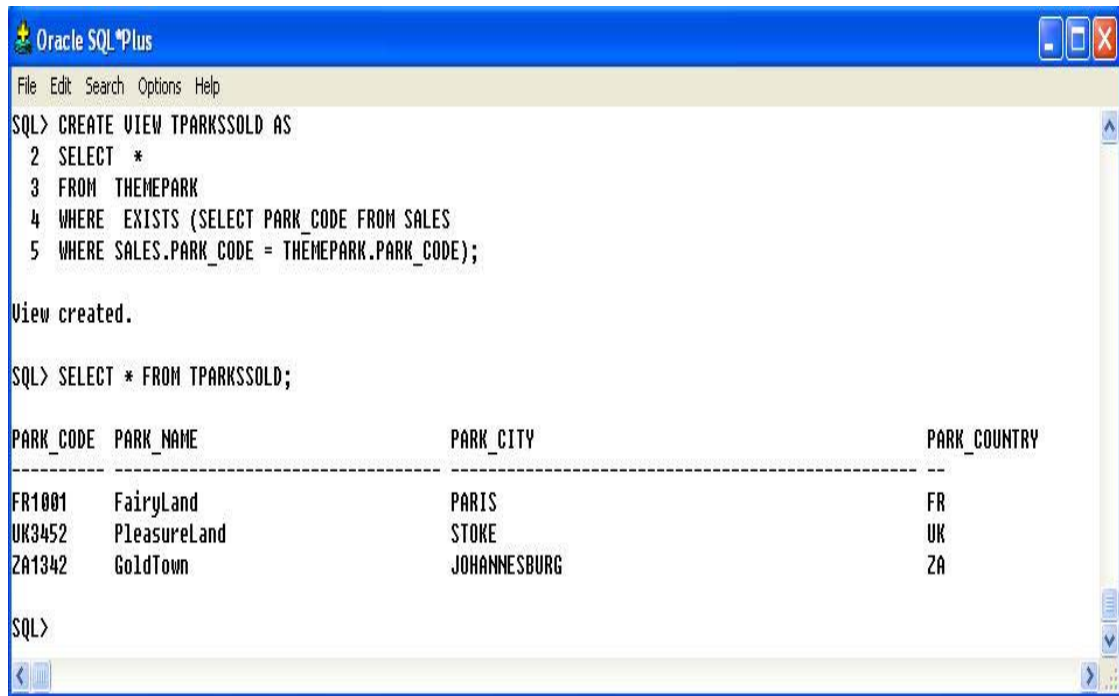 Oracle SQL*Plus
File Edit Search Options Help
SQL> CREATE VIEW TPARKSSOLD AS
2 SELECT *
3 FROM THEMEPARK
4 WHERE EXISTS (SELECT PARK_CODE FROM SALES
5 WHERE SALES.PARK_CODE = THEMEPARK.PARK_CODE);
View created.
SQL> SELECT * FROM TPARKSSOLD;
PARK_CODE PARK_NAME PARK_CITY PARK_COUNTRY
---------- ----------------------------------- -------------------------------------------------- --
FR1001 FairyLand PARIS FR
UK3452 PleasureLand STOKE UK
ZA1342 GoldTown JOHANNESBURG ZA
SQL>